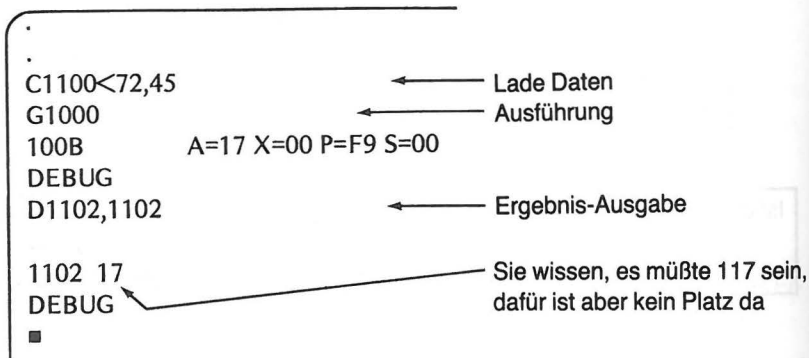 .
.
C1100<72,45 Lade Daten
G1000 Ausführung
100B A=17 X=00 P=F9 S=00
DEBUG
D1102,1102 Ergebnis-Ausgabe
1102 17 Sie wissen, es müßte 117 sein,
DEBUG dafür ist aber kein Platz da